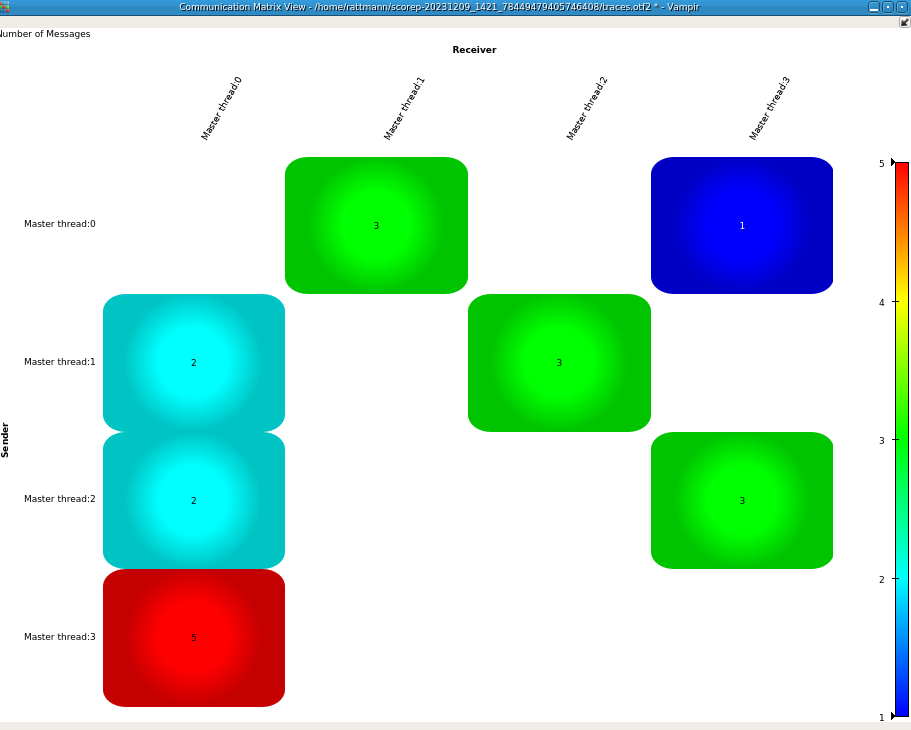 Communication Matrix View - /home/rattmann/scorep-20231209_1421_78449479405746408/traces.otf2 * - Vampir
Number of Messages
Receiver
Master thread:0
Master thread:1
Master thread:2
Master thread:3
Sender
Master thread:0
3
1
Master thread:1
2
3
Master thread:2
2
3
Master thread:3
5
5
4
3
2
1